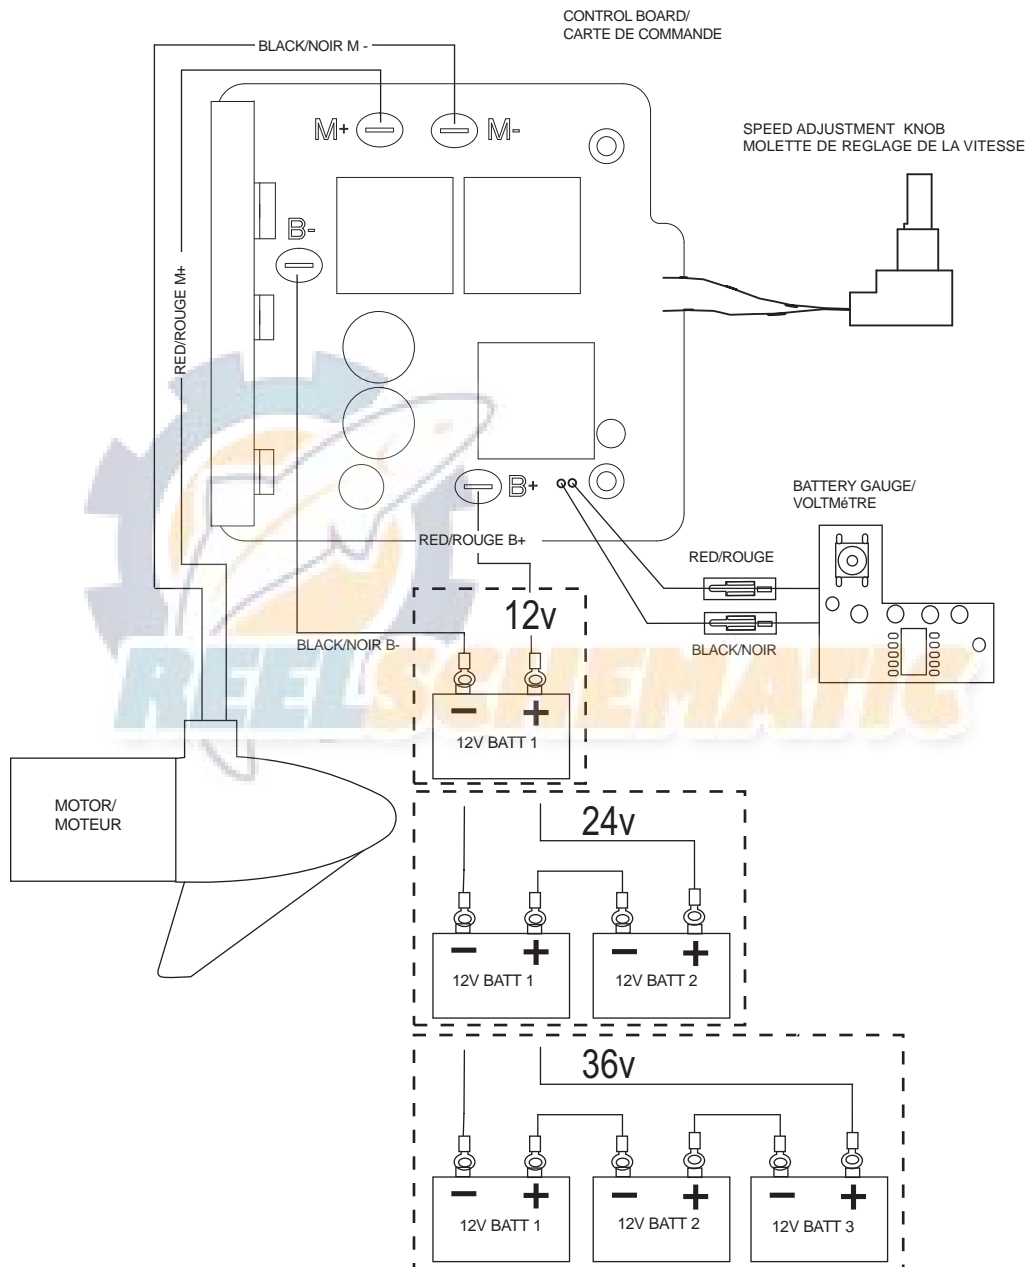 CONTROL BOARD/
CARTE DE COMMANDE
BLACK/NOIR M -
M+
M-
SPEED ADJUSTMENT KNOB
MOLETTE DE REGLAGE DE LA VITESSE
B-
RED/ROUGE M+
B+
BATTERY GAUGE/
VOLTMéTRE
RED/ROUGE B+
RED/ROUGE
12v
BLACK/NOIR B-
BLACK/NOIR
REELSCHEMATIC
- +
12V BATT 1
MOTOR/
MOTEUR
24v
- + - +
12V BATT 1
12V BATT 2
36v
- + - + - +
12V BATT 1
12V BATT 2
12V BATT 3